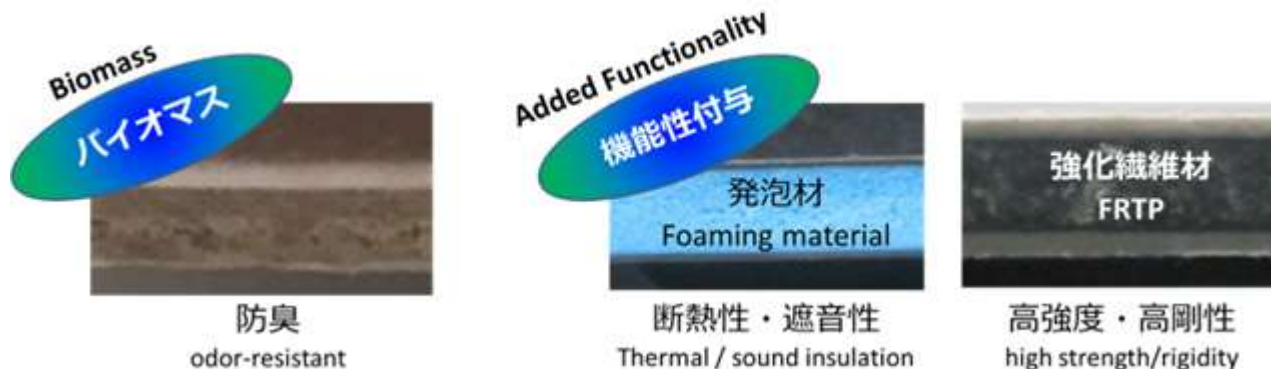 Biomass
バイオマス
防臭
odor-resistant
Added Functionality
機能性付与
発泡材
Foaming material
断熱性・遮音性
Thermal / sound insulation
強化繊維材
FRTP
高強度・高剛性
high strength/rigidity